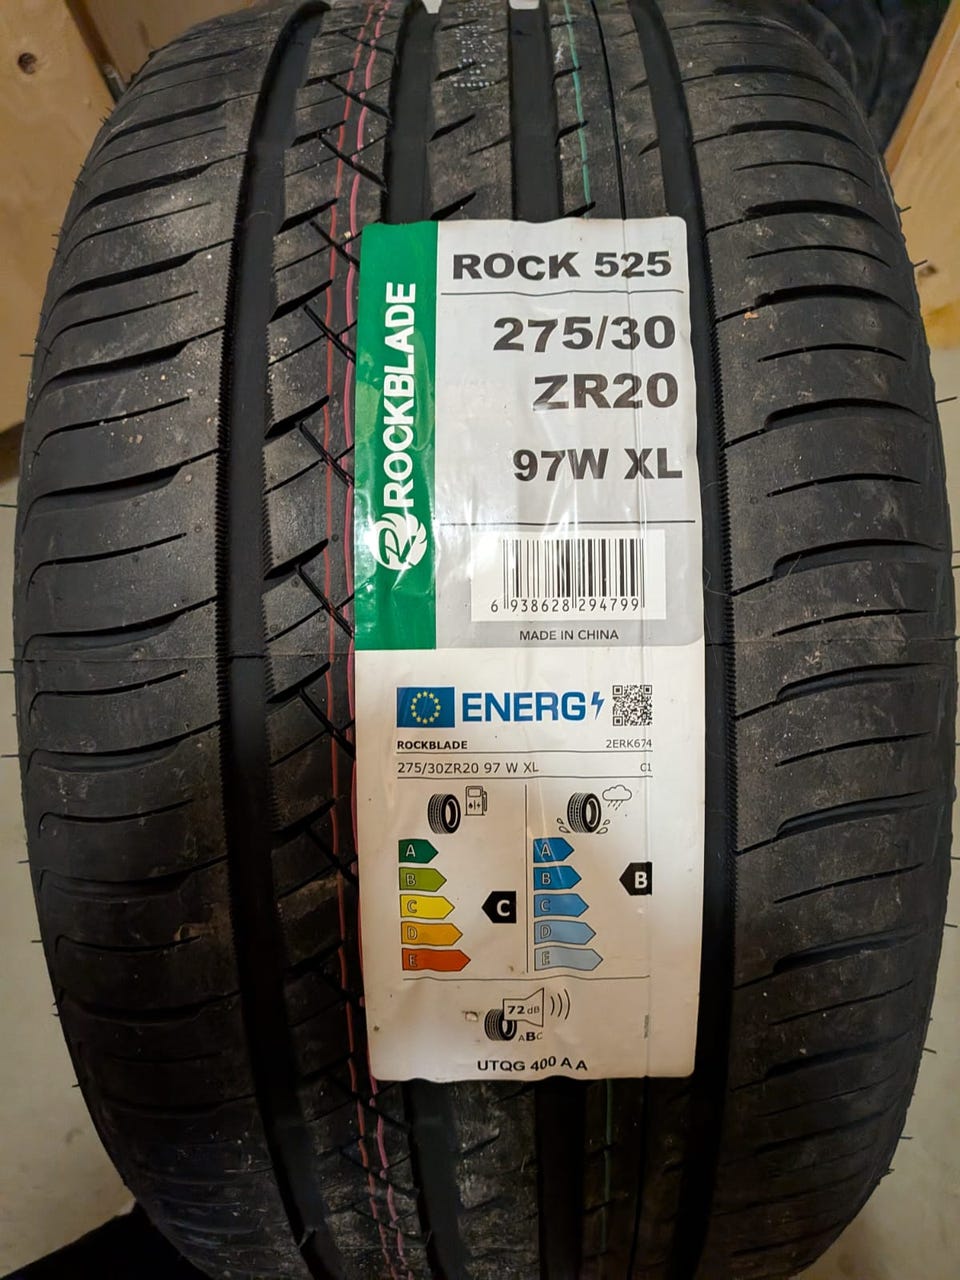 ROCKBLADE
ROCK 525
275/30
ZR20
97W XL
6 938628 294799
MADE IN CHINA
ENERG
ROCKBLADE 2ERK674
275/30ZR20 97 W XL C1
A A
B B B
C C C
D D
E E
72 dB
ABC
UTQG 400 A A